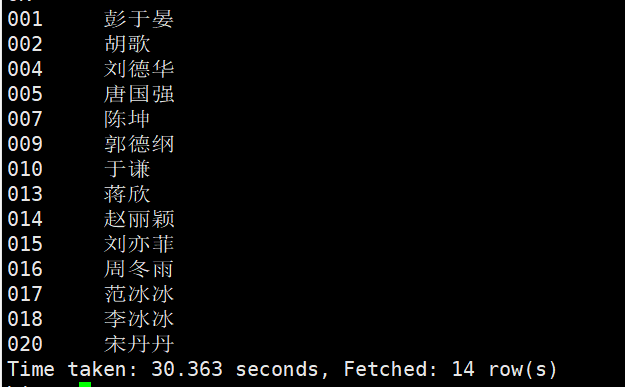 001 彭于晏
002 胡歌
004 刘德华
005 唐国强
007 陈坤
009 郭德纲
010 于谦
013 蒋欣
014 赵丽颖
015 刘亦菲
016 周冬雨
017 范冰冰
018 李冰冰
020 宋丹丹
Time taken: 30.363 seconds, Fetched: 14 row(s)